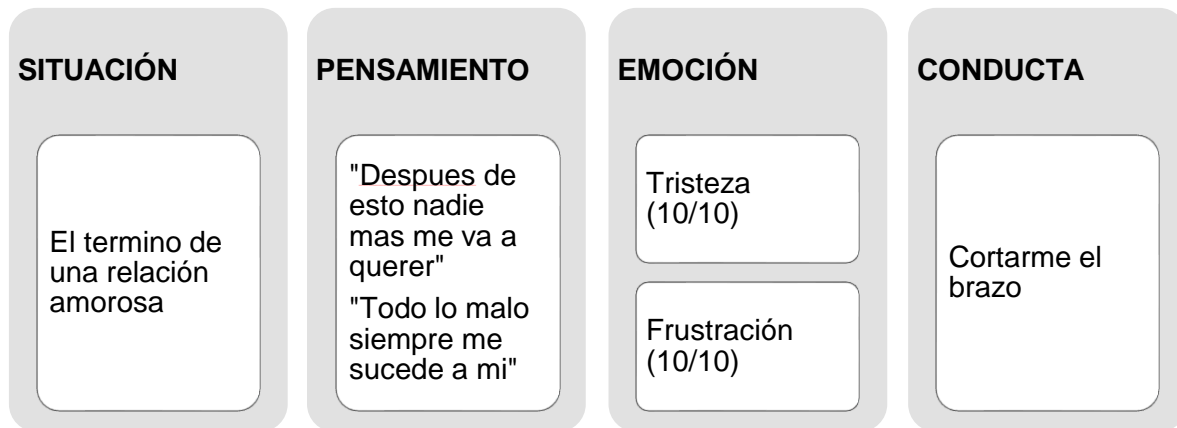 SITUACIÓN
El termino de
una relación
amorosa
PENSAMIENTO
"Despues de
esto nadie
mas me va a
querer"
"Todo lo malo
siempre me
sucede a mi"
EMOCIÓN
Tristeza
(10/10)
Frustración
(10/10)
CONDUCTA
Cortarme el
brazo